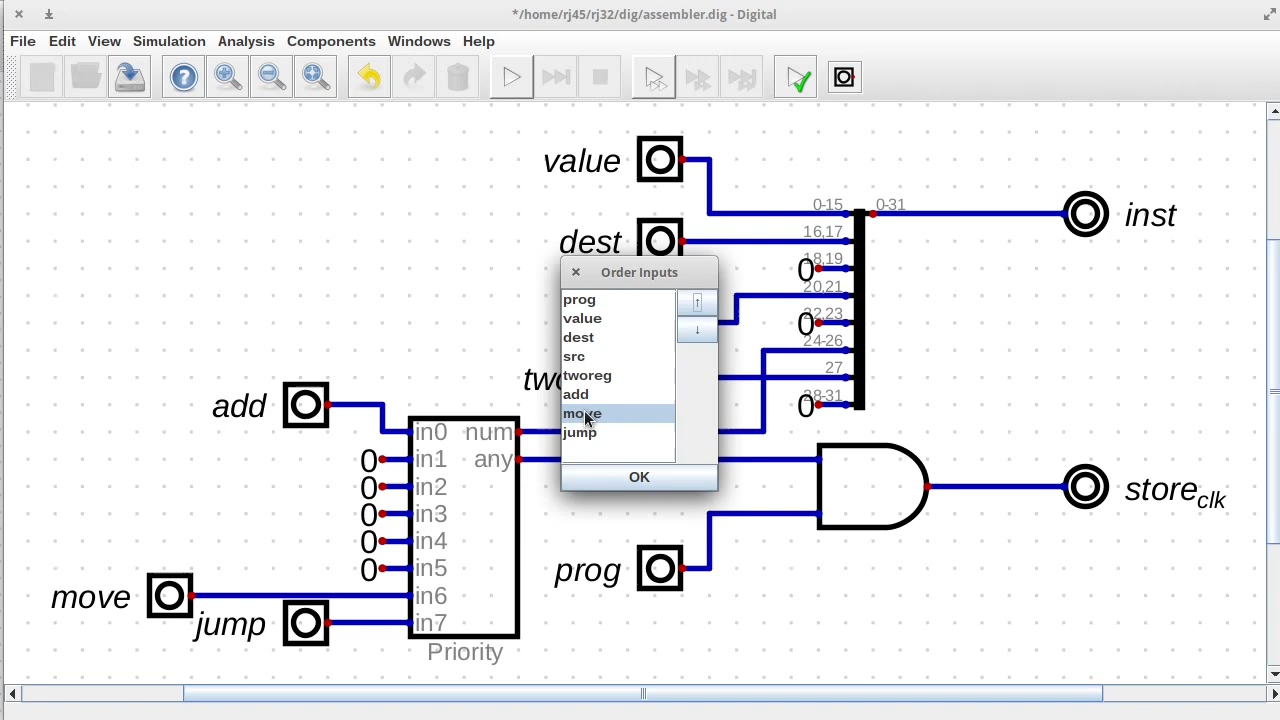 */home/rj45/rj32/dig/assembler.dig - Digital
File Edit View Simulation Analysis Components Windows Help
value
0-15 0-31
inst
16,17
dest
Order Inputs
18,19
0
prog
20,21
value
22,23
0
dest
24-26
src
27
tworeg
two
add
28-31
0
move
add
jump
in0 num
0 in1 any
OK
0 in2
storeclk
0 in3
0 in4
0 in5
prog
move
in6
jump
in7
Priority